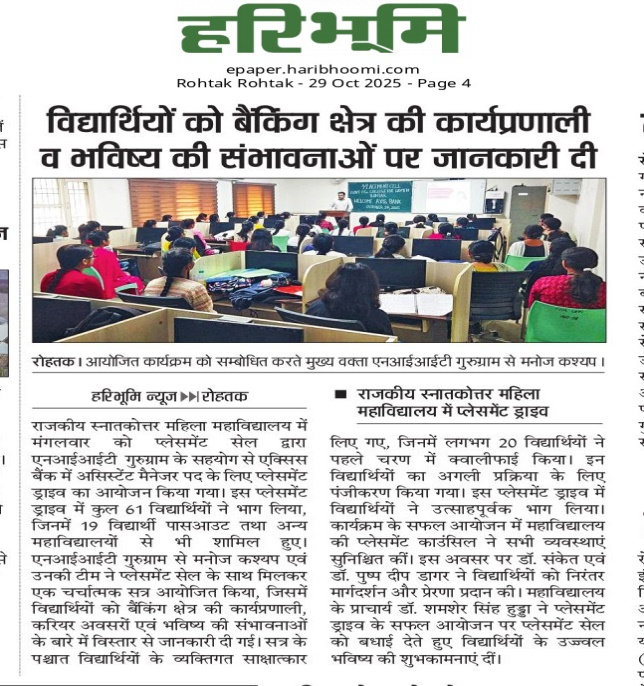 हरिभूमि
epaper.haribhoomi.com
Rohtak Rohtak - 29 Oct 2025 - Page 4
विद्यार्थियों को बैंकिंग क्षेत्र की कार्यप्रणाली
व भविष्य की संभावनाओं पर जानकारी दी
PLACEMENT CELL
WELCOME AXIS BANK
रोहतक। आयोजित कार्यक्रम को सम्बोधित करते मुख्य वक्ता एनआईआईटी गुरुग्राम से मनोज कश्यप।
हरिभूमि न्यूज▶▶| रोहतक
राजकीय स्नातकोत्तर महिला महाविद्यालय में
मंगलवार को प्लेसमेंट सेल द्वारा
एनआईआईटी गुरुग्राम के सहयोग से एक्सिस
बैंक में असिस्टेंट मैनेजर पद के लिए प्लेसमेंट
ड्राइव का आयोजन किया गया। इस प्लेसमेंट
ड्राइव में कुल 61 विद्यार्थियों ने भाग लिया,
जिनमें 19 विद्यार्थी पासआउट तथा अन्य
महाविद्यालयों से भी शामिल हुए।
एनआईआईटी गुरुग्राम से मनोज कश्यप एवं
उनकी टीम ने प्लेसमेंट सेल के साथ मिलकर
एक चर्चात्मक सत्र आयोजित किया, जिसमें
विद्यार्थियों को बैंकिंग क्षेत्र की कार्यप्रणाली,
करियर अवसरों एवं भविष्य की संभावनाओं
के बारे में विस्तार से जानकारी दी गई। सत्र के
पश्चात विद्यार्थियों के व्यक्तिगत साक्षात्कार
■ राजकीय स्नातकोत्तर महिला
महाविद्यालय में प्लेसमेंट ड्राइव
लिए गए, जिनमें लगभग 20 विद्यार्थियों ने
पहले चरण में क्वालीफाई किया। इन
विद्यार्थियों का अगली प्रक्रिया के लिए
पंजीकरण किया गया। इस प्लेसमेंट ड्राइव में
विद्यार्थियों ने उत्साहपूर्वक भाग लिया।
कार्यक्रम के सफल आयोजन में महाविद्यालय
की प्लेसमेंट काउंसिल ने सभी व्यवस्थाएं
सुनिश्चित कीं। इस अवसर पर डॉ. संकेत एवं
डॉ. पुष्प दीप डागर ने विद्यार्थियों को निरंतर
मार्गदर्शन और प्रेरणा प्रदान की। महाविद्यालय
के प्राचार्य डॉ. शमशेर सिंह हुड्डा ने प्लेसमेंट
ड्राइव के सफल आयोजन पर प्लेसमेंट सेल
को बधाई देते हुए विद्यार्थियों के उज्ज्वल
भविष्य की शुभकामनाएं दीं।